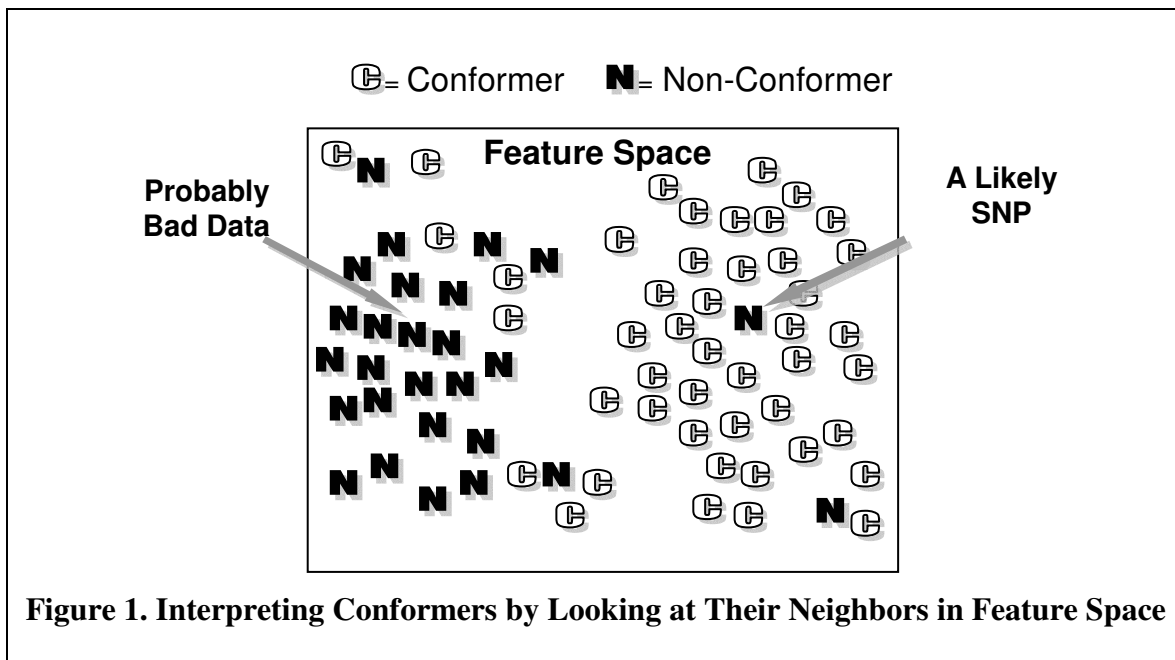 C = Conformer N = Non-Conformer
C N C Feature Space C
Probably
Bad Data
A Likely
SNP
C C
C C C C
N C N C C
N N C C C
N N C C C C
N N C C N C
N N C C C
N N N C C
N N C C
N N C C C C
N N C C C
N C C
N N C N C C C
N C C C N C
Figure 1. Interpreting Conformers by Looking at Their Neighbors in Feature Space